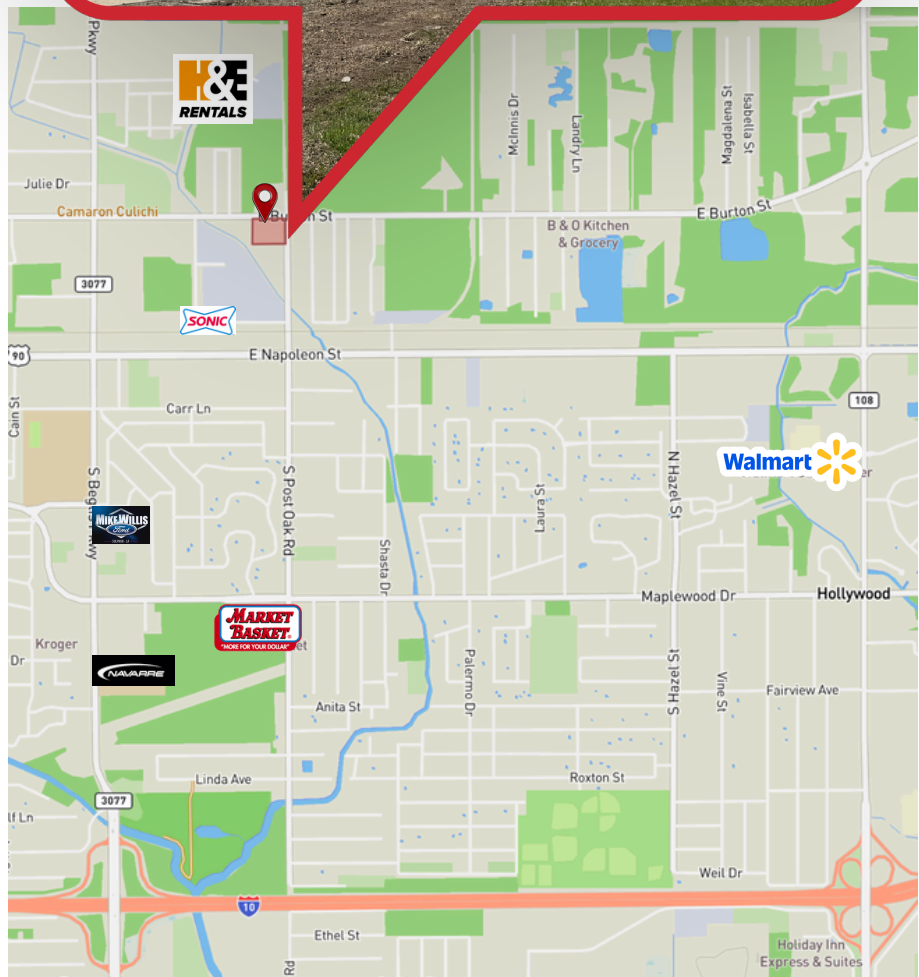 Pkwy
H&E
RENTALS
McInnis Dr
Landry Ln
Magdalena St
Isabella St
Julie Dr
Camaron Culichi
E Burton St
B & O Kitchen
& Grocery
3077
SONIC
90
E Napoleon St
Cain St
Carr Ln
108
Walmart
S Post Oak Rd
N Hazel St
Laura St
MIKE WILLIS
Ford
Shasta Dr
Maplewood Dr
Hollywood
MARKET
BASKET
"MORE FOR YOUR DOLLAR"
Kroger
Dr
NAVARRE
Palermo Dr
S Hazel St
Vine St
Fairview Ave
Anita St
Linda Ave
Roxton St
3077
lf Ln
Weil Dr
10
Ethel St
Rd
Holiday Inn
Express & Suites